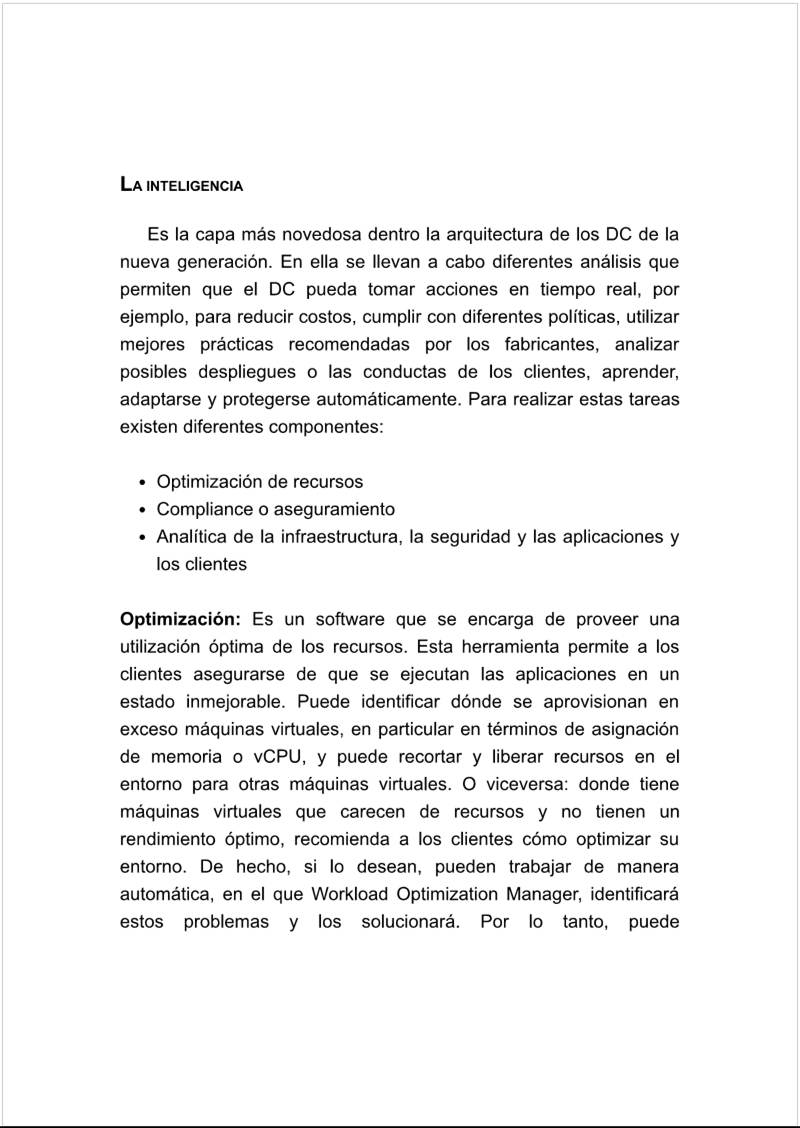 LA INTELIGENCIA
Es la capa más novedosa dentro la arquitectura de los DC de la
nueva generación. En ella se llevan a cabo diferentes análisis que
permiten que el DC pueda tomar acciones en tiempo real, por
ejemplo, para reducir costos, cumplir con diferentes políticas, utilizar
mejores prácticas recomendadas por los fabricantes, analizar
posibles despliegues o las conductas de los clientes, aprender,
adaptarse y protegerse automáticamente. Para realizar estas tareas
existen diferentes componentes:
• Optimización de recursos
• Compliance o aseguramiento
• Analítica de la infraestructura, la seguridad y las aplicaciones y
los clientes
Optimización: Es un software que se encarga de proveer una
utilización óptima de los recursos. Esta herramienta permite a los
clientes asegurarse de que se ejecutan las aplicaciones en un
estado inmejorable. Puede identificar dónde se aprovisionan en
exceso máquinas virtuales, en particular en términos de asignación
de memoria o vCPU, y puede recortar y liberar recursos en el
entorno para otras máquinas virtuales. O viceversa: donde tiene
máquinas virtuales que carecen de recursos y no tienen un
rendimiento óptimo, recomienda a los clientes cómo optimizar su
entorno. De hecho, si lo desean, pueden trabajar de manera
automática, en el que Workload Optimization Manager, identificará
estos problemas y los solucionará. Por lo tanto, puede